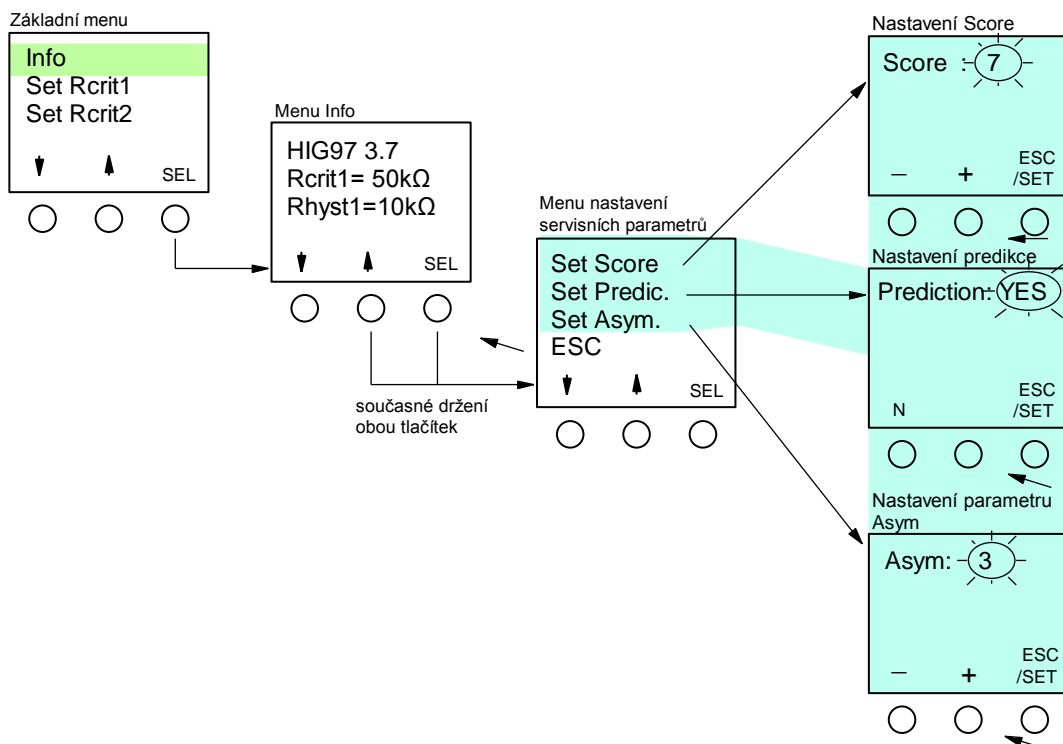 Základní menu
Info
Set Rcrit1
Set Rcrit2
SEL
Menu Info
HIG97 3.7
Rcrit1= 50kΩ
Rhyst1=10kΩ
SEL
současné držení
obou tlačítek
Menu nastavení
servisních parametrů
Set Score
Set Predic.
Set Asym.
ESC
SEL
Nastavení Score
Score : 7
– + ESC
/SET
Nastavení predikce
Prediction: YES
N ESC
/SET
Nastavení parametru
Asym
Asym: 3
– + ESC
/SET